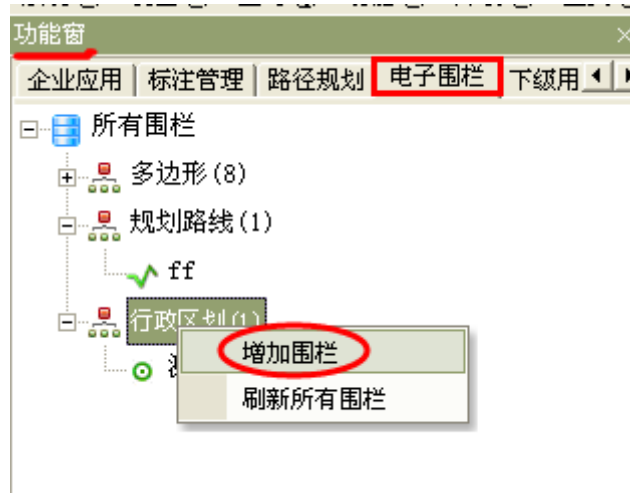 功能窗
企业应用 标注管理 路径规划 电子围栏 下级用
所有围栏
多边形(8)
规划路线(1)
ff
行政区划(1)
增加围栏
刷新所有围栏